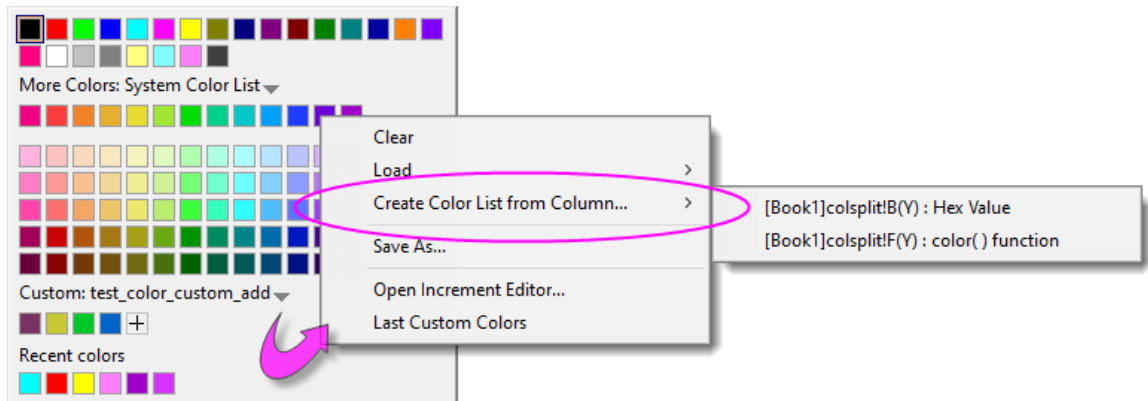 More Colors: System Color List
Clear
Load
Create Color List from Column...
Save As...
Open Increment Editor...
Last Custom Colors
[Book1]colsplit!B(Y) : Hex Value
[Book1]colsplit!F(Y) : color( ) function
Custom: test_color_custom_add
Recent colors